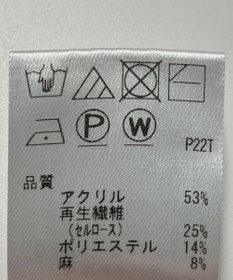 P W
P22T
品質
アクリル 53%
再生繊維
(セルロース) 25%
ポリエステル 14%
麻 8%